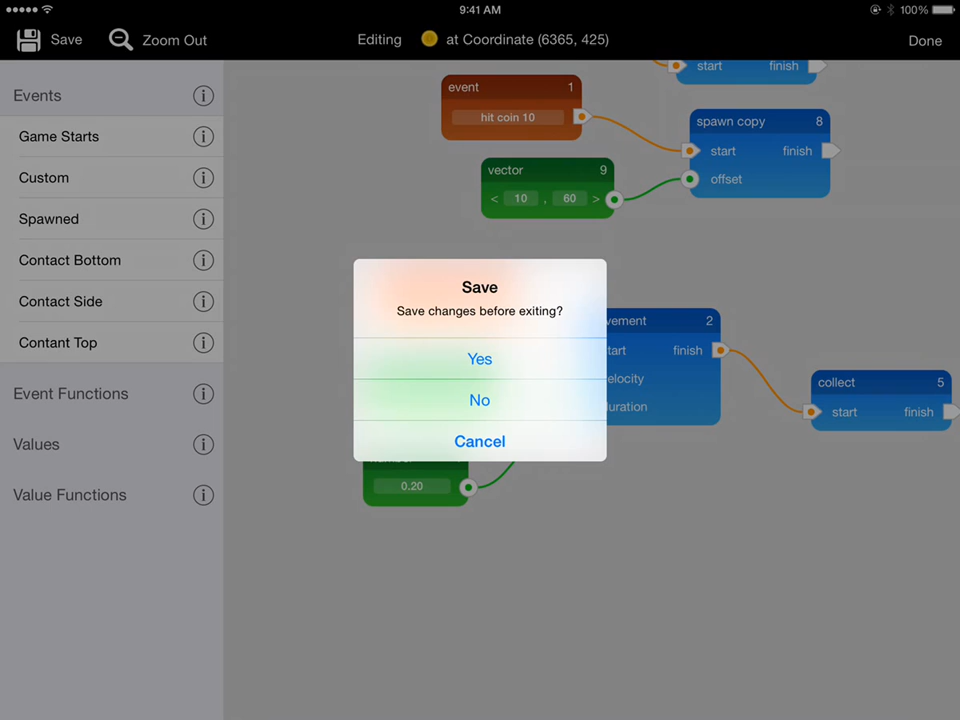 9:41 AM
100%
Save
Zoom Out
Editing
at Coordinate (6365, 425)
Done
Events
Game Starts
Custom
Spawned
Contact Bottom
Contact Side
Contant Top
Event Functions
Values
Value Functions
start finish
event 1
hit coin 10
spawn copy 8
start finish
offset
vector 9
< 10 , 60 >
Save
Save changes before exiting?
Yes
No
Cancel
vement 2
tart finish
elocity
uration
collect 5
start finish
0.20